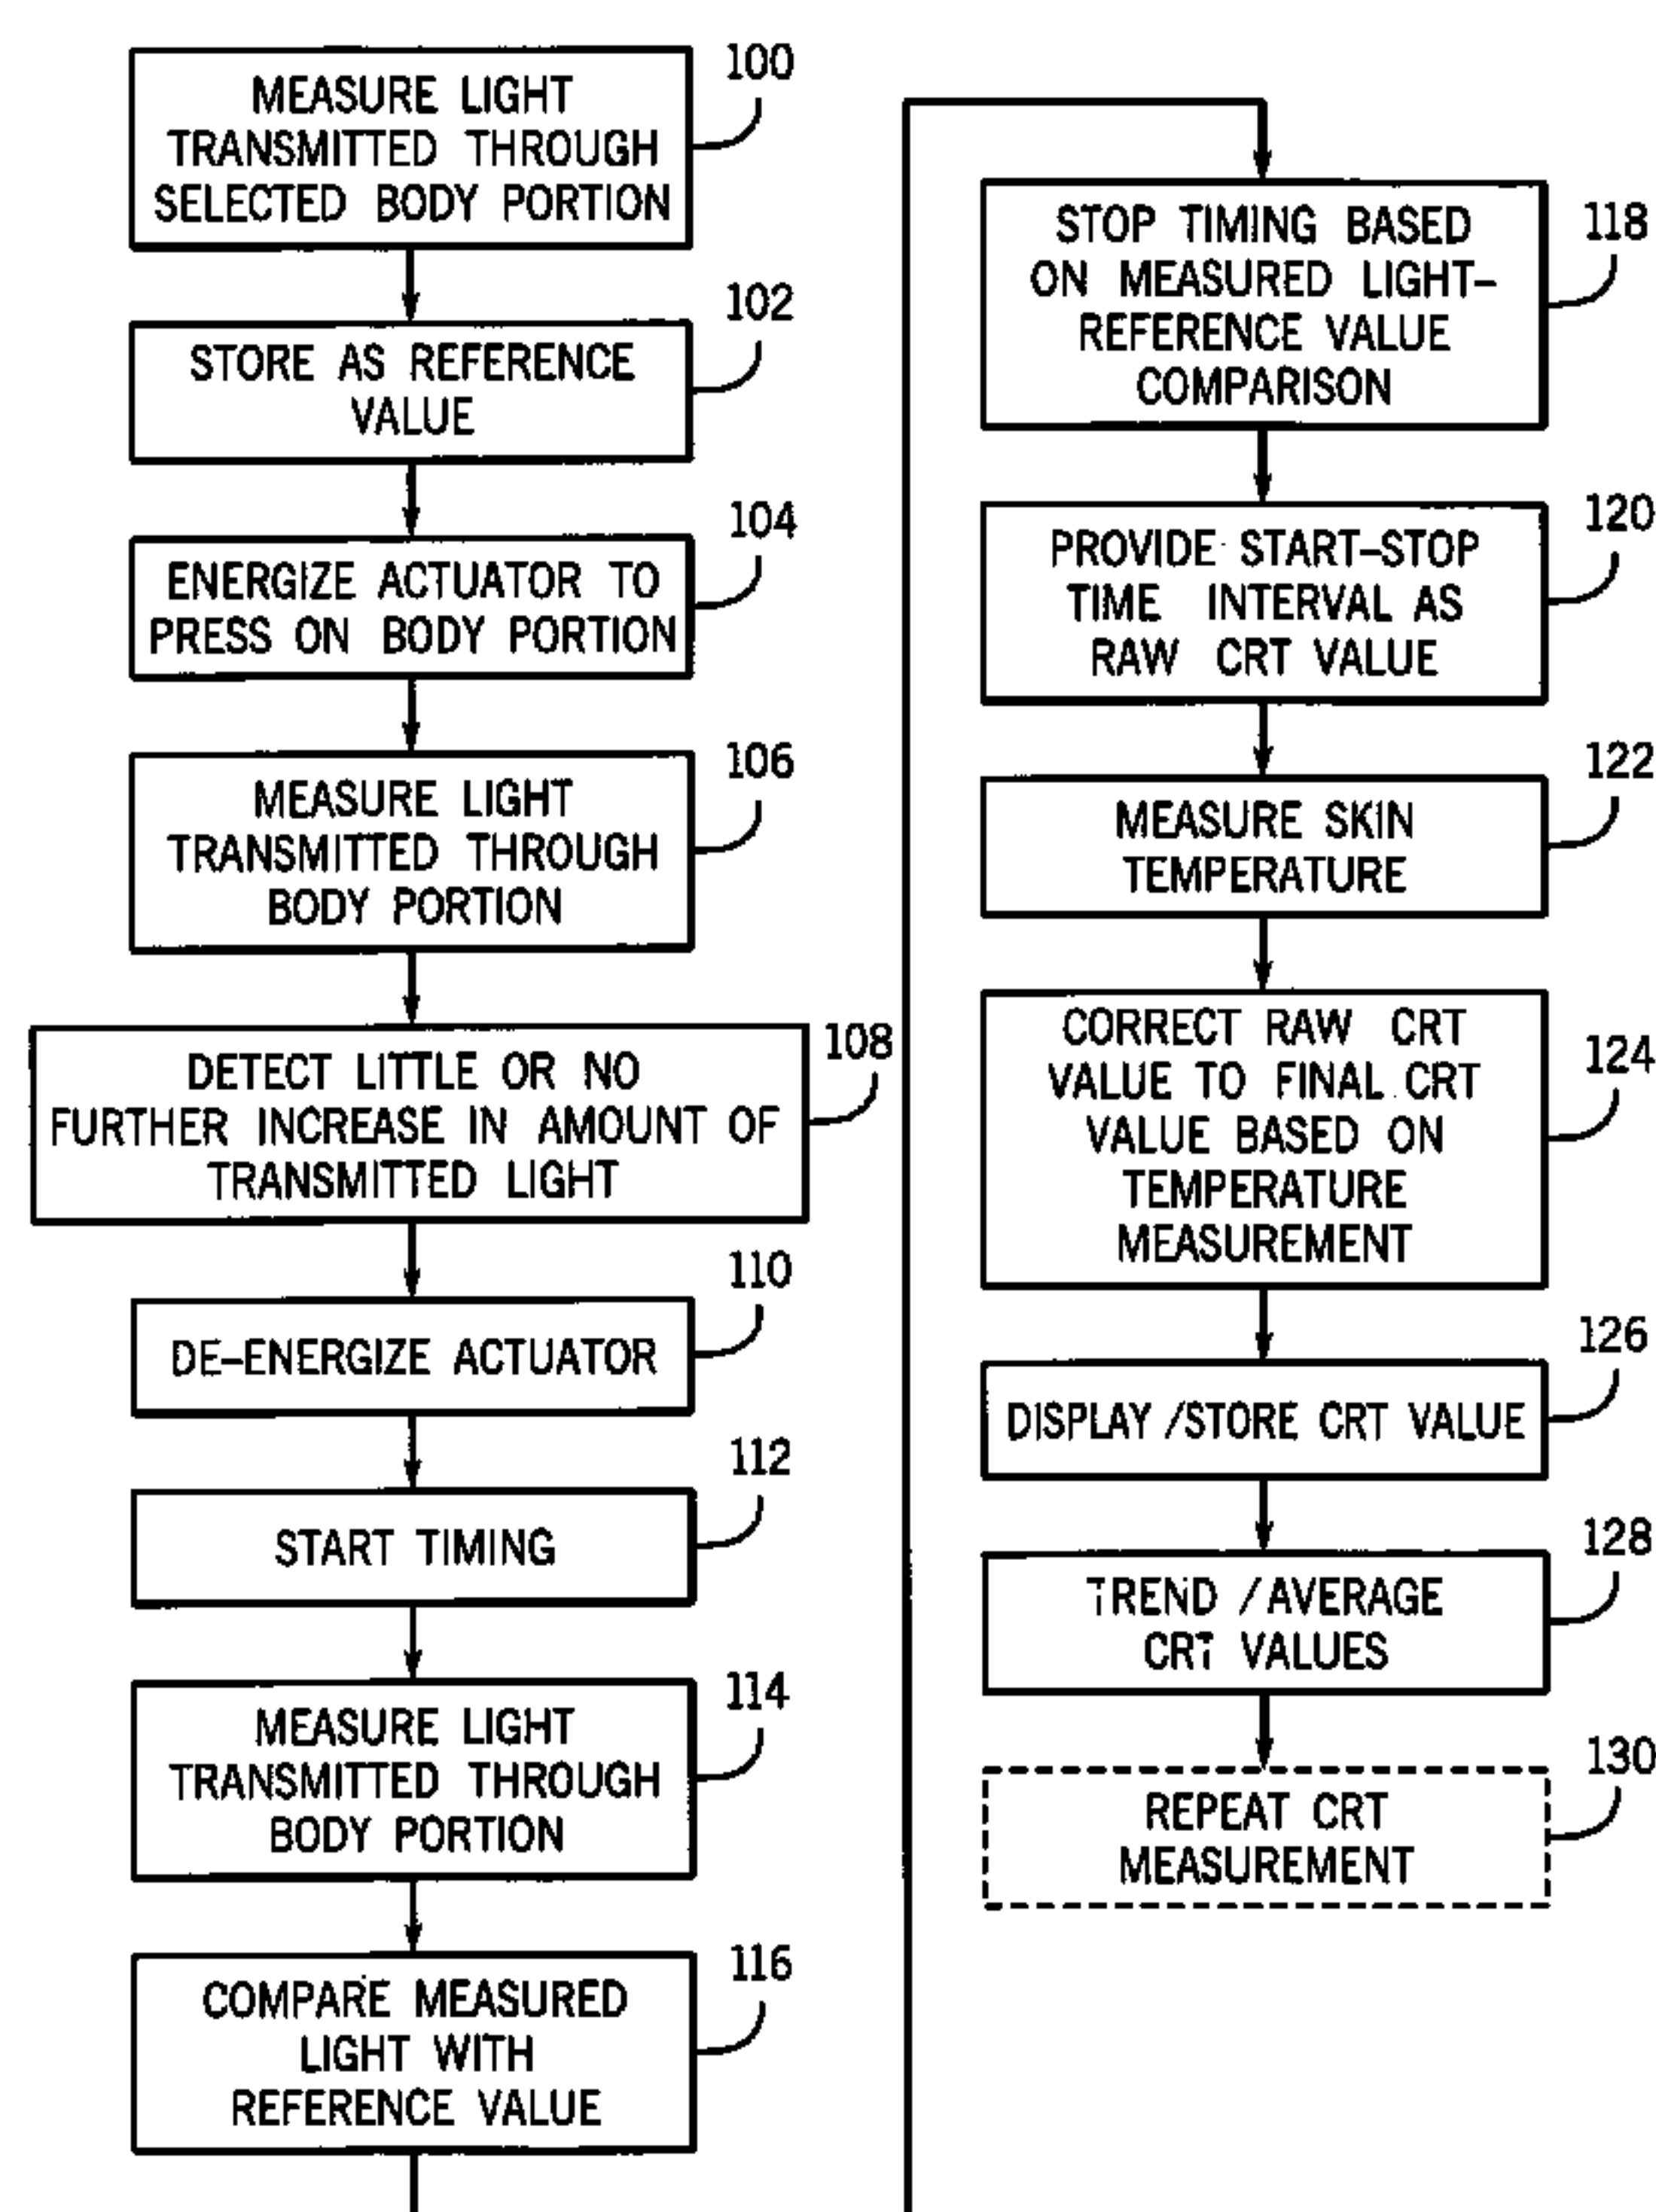 100
MEASURE LIGHT
TRANSMITTED THROUGH
SELECTED BODY PORTION
102
STORE AS REFERENCE
VALUE
104
ENERGIZE ACTUATOR TO
PRESS ON BODY PORTION
106
MEASURE LIGHT
TRANSMITTED THROUGH
BODY PORTION
108
DETECT LITTLE OR NO
FURTHER INCREASE IN AMOUNT OF
TRANSMITTED LIGHT
110
DE-ENERGIZE ACTUATOR
112
START TIMING
114
MEASURE LIGHT
TRANSMITTED THROUGH
BODY PORTION
116
COMPARE MEASURED
LIGHT WITH
REFERENCE VALUE
118
STOP TIMING BASED
ON MEASURED LIGHT-
REFERENCE VALUE
COMPARISON
120
PROVIDE START-STOP
TIME INTERVAL AS
RAW CRT VALUE
122
MEASURE SKIN
TEMPERATURE
124
CORRECT RAW CRT
VALUE TO FINAL CRT
VALUE BASED ON
TEMPERATURE
MEASUREMENT
126
DISPLAY /STORE CRT VALUE
128
TREND /AVERAGE
CRT VALUES
130
REPEAT CRT
MEASUREMENT